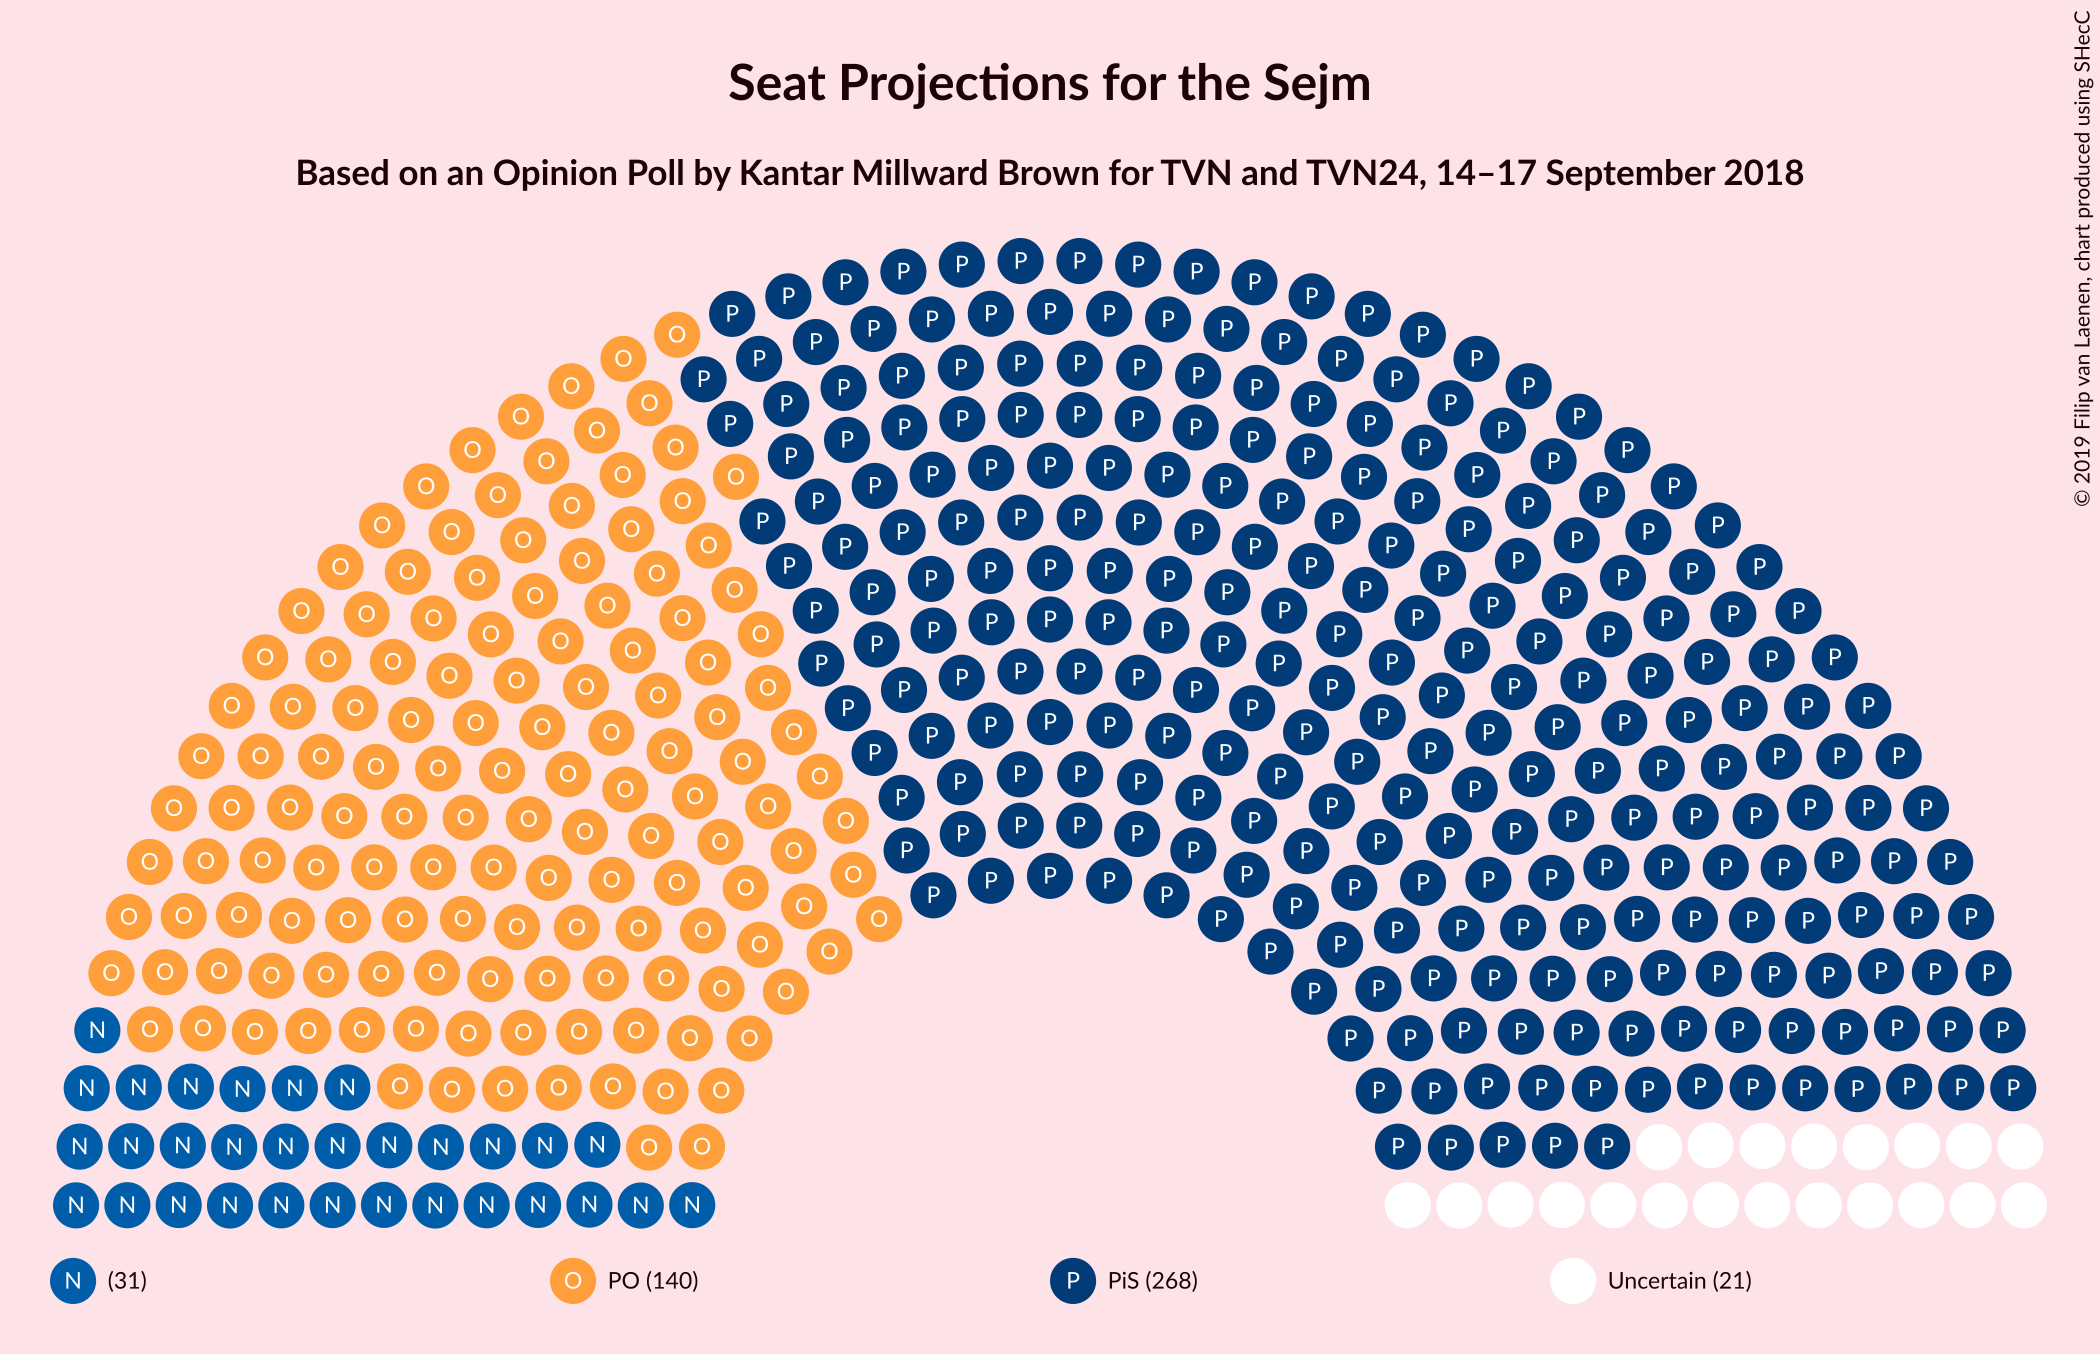 Seat Projections for the Sejm
Based on an Opinion Poll by Kantar Millward Brown for TVN and TVN24, 14–17 September 2018
© 2019 Filip van Laenen, chart produced using SHecC
N (31)
O PO (140)
P PiS (268)
Uncertain (21)